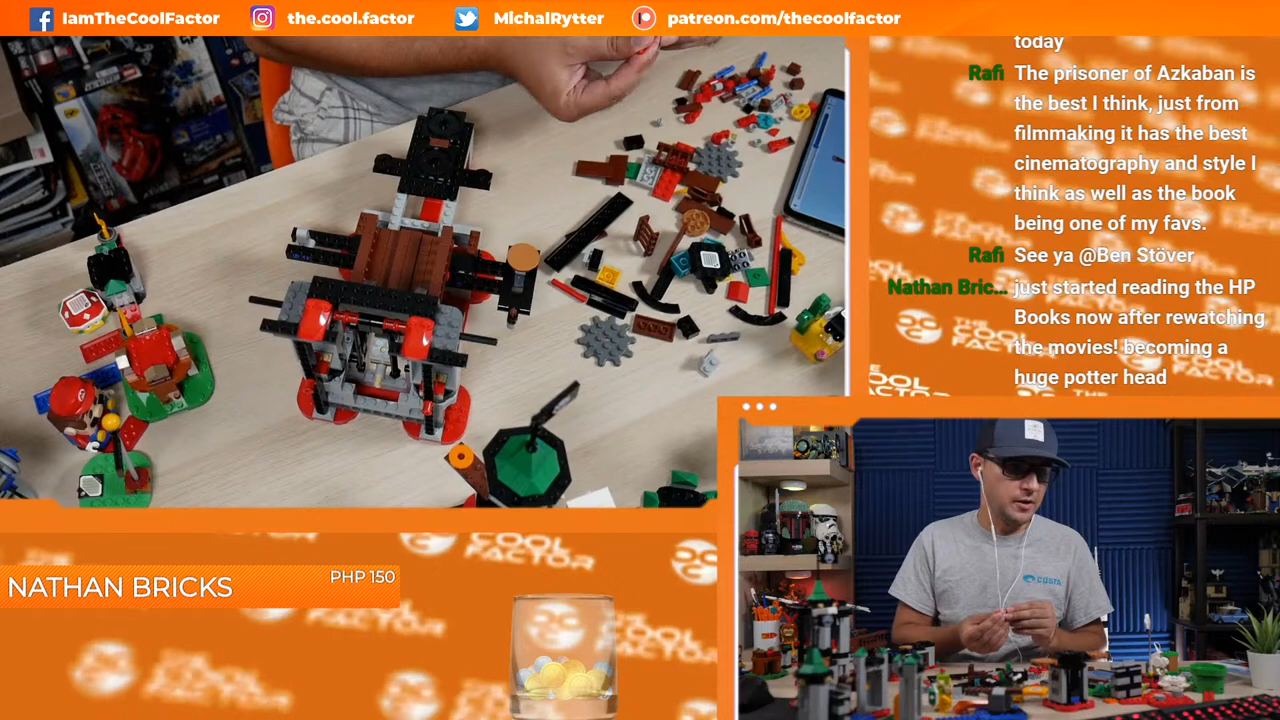 IamTheCoolFactor the.cool.factor MichalRytter patreon.com/thecoolfactor
today
Rafi The prisoner of Azkaban is
the best I think, just from
filmmaking it has the best
cinematography and style I
think as well as the book
being one of my favs.
Rafi See ya @Ben Stöver
Nathan Bric... just started reading the HP
Books now after rewatching
the movies! becoming a
huge potter head
COSTA
NATHAN BRICKS PHP 150
THE
COOL
FACTOR